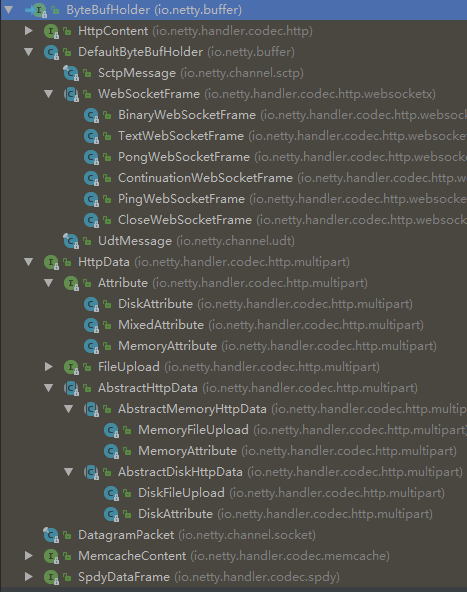 ByteBufHolder (io.netty.buffer)
HttpContent (io.netty.handler.codec.http)
DefaultByteBufHolder (io.netty.buffer)
SctpMessage (io.netty.channel.sctp)
WebSocketFrame (io.netty.handler.codec.http.websocketx)
BinaryWebSocketFrame (io.netty.handler.codec.http.websock
TextWebSocketFrame (io.netty.handler.codec.http.websocke
PongWebSocketFrame (io.netty.handler.codec.http.websock
ContinuationWebSocketFrame (io.netty.handler.codec.http.
PingWebSocketFrame (io.netty.handler.codec.http.websocke
CloseWebSocketFrame (io.netty.handler.codec.http.websock
UdtMessage (io.netty.channel.udt)
HttpData (io.netty.handler.codec.http.multipart)
Attribute (io.netty.handler.codec.http.multipart)
DiskAttribute (io.netty.handler.codec.http.multipart)
MixedAttribute (io.netty.handler.codec.http.multipart)
MemoryAttribute (io.netty.handler.codec.http.multipart)
FileUpload (io.netty.handler.codec.http.multipart)
AbstractHttpData (io.netty.handler.codec.http.multipart)
AbstractMemoryHttpData (io.netty.handler.codec.http.multip
MemoryFileUpload (io.netty.handler.codec.http.multipart)
MemoryAttribute (io.netty.handler.codec.http.multipart)
AbstractDiskHttpData (io.netty.handler.codec.http.multipart)
DiskFileUpload (io.netty.handler.codec.http.multipart)
DiskAttribute (io.netty.handler.codec.http.multipart)
DatagramPacket (io.netty.channel.socket)
MemcacheContent (io.netty.handler.codec.memcache)
SpdyDataFrame (io.netty.handler.codec.spdy)